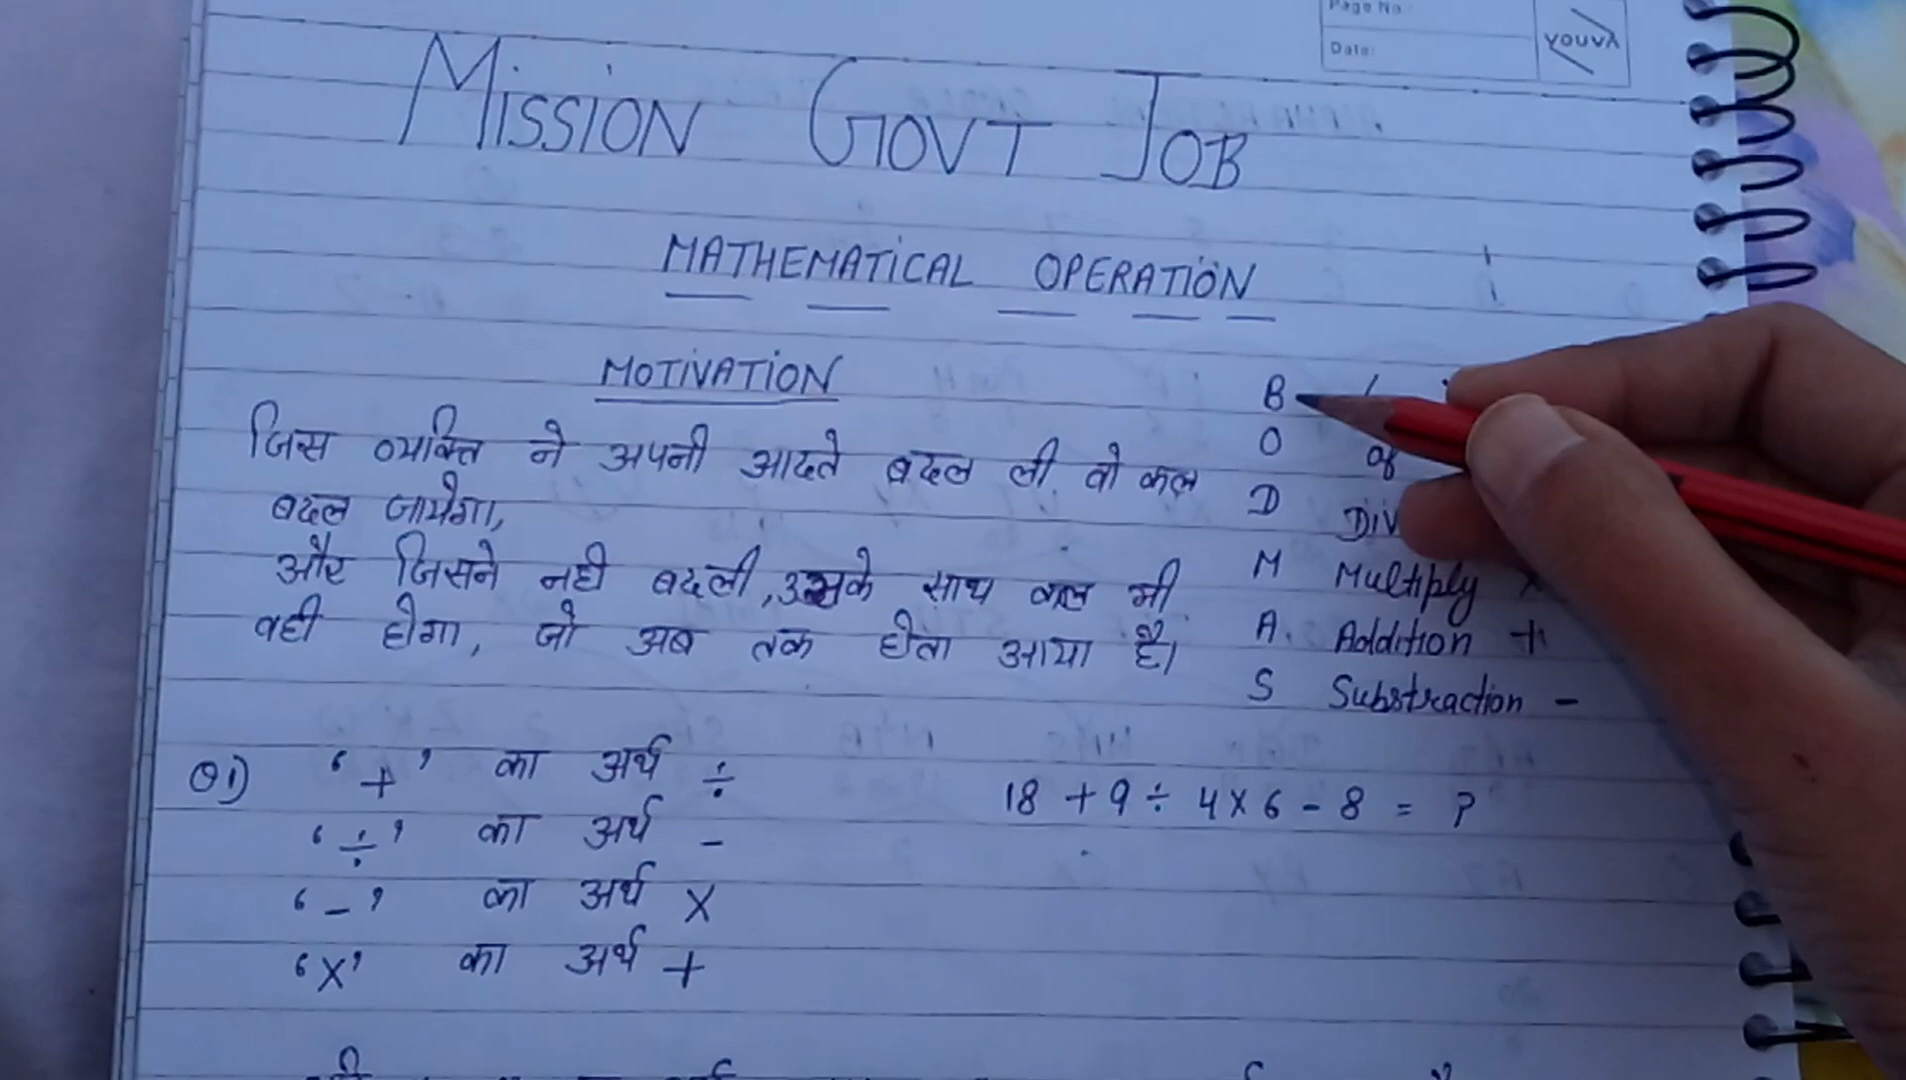 Page No.
Date:
YOUVA
MISSION GOVT JOB
MATHEMATICAL OPERATION
MOTIVATION
जिस व्यक्ति ने अपनी आदते बदल ली वो कल
बदल जायेगा,
और जिसने नही बदली, उसके साथ कल भी
वही होगा, जो अब तक होता आया है।
B
O of
D Div
M Multiply ×
A. Addition +
S Substraction -
Q1) '+' का अर्थ ÷
'÷' का अर्थ -
'-' का अर्थ ×
'×' का अर्थ +
18 + 9 ÷ 4 × 6 - 8 = ?